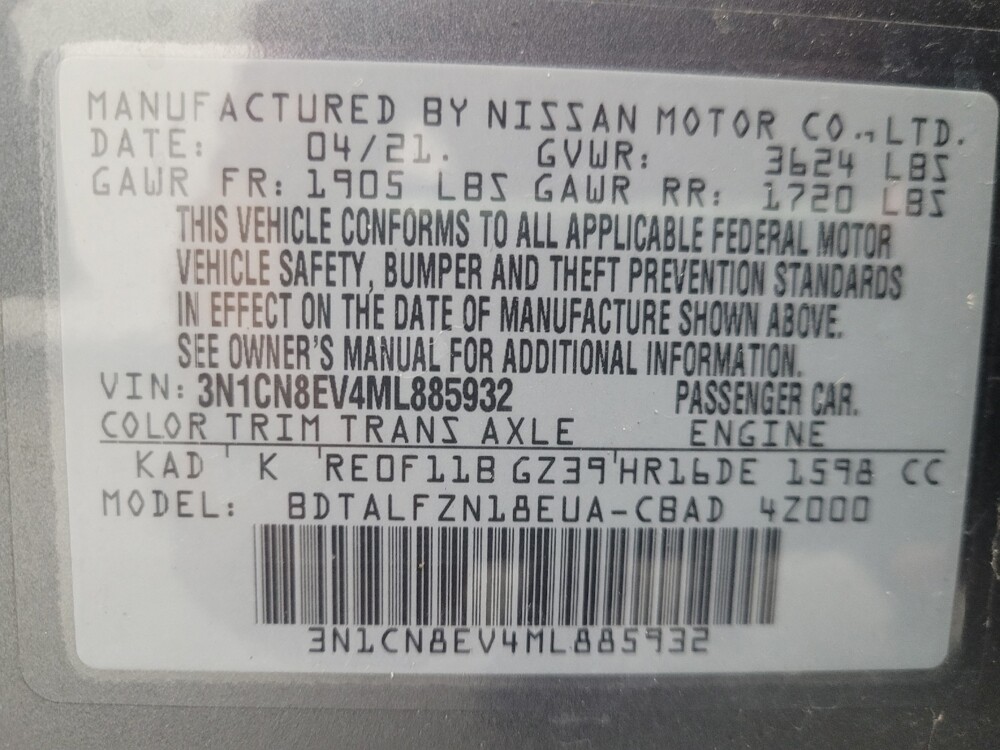 MANUFACTURED BY NISSAN MOTOR CO., LTD.
DATE: 04/21. GVWR: 3624 LBS
GAWR FR: 1905 LBS GAWR RR: 1720 LBS
THIS VEHICLE CONFORMS TO ALL APPLICABLE FEDERAL MOTOR
VEHICLE SAFETY, BUMPER AND THEFT PREVENTION STANDARDS
IN EFFECT ON THE DATE OF MANUFACTURE SHOWN ABOVE.
SEE OWNER'S MANUAL FOR ADDITIONAL INFORMATION.
VIN: 3N1CN8EV4ML885932 PASSENGER CAR.
COLOR TRIM TRANS AXLE ENGINE
KAD ' K 'RE0F11B GZ39'HR16DE 1598 CC
MODEL: BDTALFZN18EUA-CBAD 4Z000
3N1CN8EV4ML885932